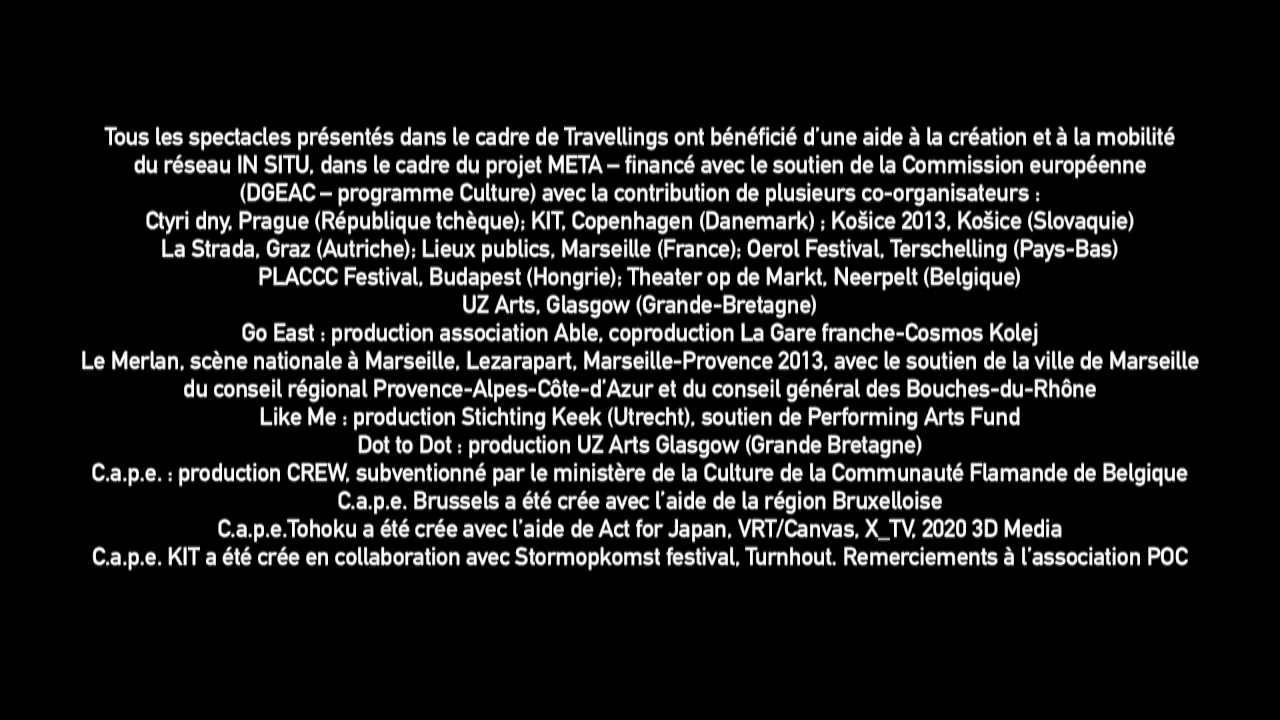 Tous les spectacles présentés dans le cadre de Travellings ont bénéficié d'une aide à la création et à la mobilité
du réseau IN SITU, dans le cadre du projet META – financé avec le soutien de la Commission européenne
(DGEAC – programme Culture) avec la contribution de plusieurs co-organisateurs :
Ctyri dny, Prague (République tchèque); KIT, Copenhagen (Danemark) ; Košice 2013, Košice (Slovaquie)
La Strada, Graz (Autriche); Lieux publics, Marseille (France); Oerol Festival, Terschelling (Pays-Bas)
PLACCC Festival, Budapest (Hongrie); Theater op de Markt, Neerpelt (Belgique)
UZ Arts, Glasgow (Grande-Bretagne)
Go East : production association Able, coproduction La Gare franche-Cosmos Kolej
Le Merlan, scène nationale à Marseille, Lezarapart, Marseille-Provence 2013, avec le soutien de la ville de Marseille
du conseil régional Provence-Alpes-Côte-d'Azur et du conseil général des Bouches-du-Rhône
Like Me : production Stichting Keek (Utrecht), soutien de Performing Arts Fund
Dot to Dot : production UZ Arts Glasgow (Grande Bretagne)
C.a.p.e. : production CREW, subventionné par le ministère de la Culture de la Communauté Flamande de Belgique
C.a.p.e. Brussels a été crée avec l'aide de la région Bruxelloise
C.a.p.e.Tohoku a été crée avec l'aide de Act for Japan, VRT/Canvas, X_TV, 2020 3D Media
C.a.p.e. KIT a été crée en collaboration avec Stormopkomst festival, Turnhout. Remerciements à l'association POC